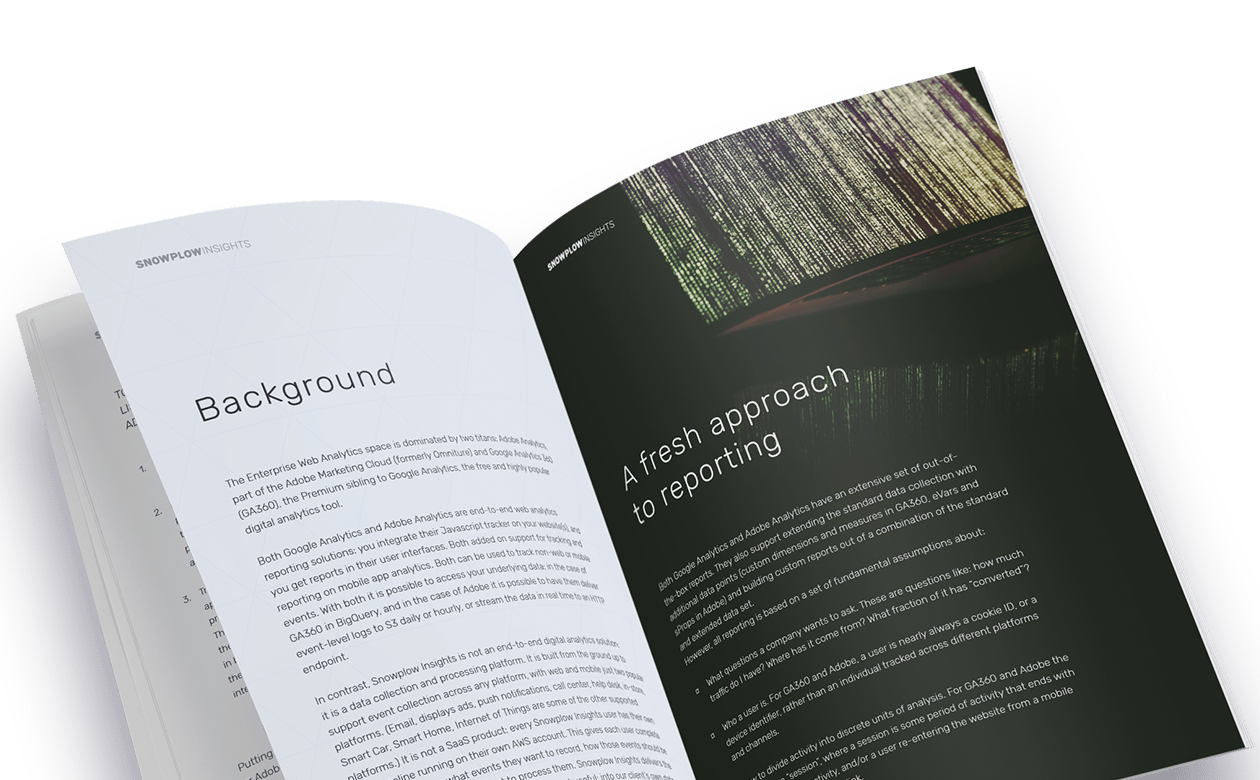 SNOWPLOWINSIGHTS
Background
The Enterprise Web Analytics space is dominated by two titans: Adobe Analytics,
part of the Adobe Marketing Cloud (formerly Omniture) and Google Analytics 360
(GA360), the Premium sibling to Google Analytics, the free and highly popular
digital analytics tool.
Both Google Analytics and Adobe Analytics are end-to-end web analytics
reporting solutions: you integrate their Javascript tracker on your website(s), and
you get reports in their user interfaces. Both added on support for tracking and
reporting on mobile app analytics. Both can be used to track non-web or mobile
events. With both it is possible to access your underlying data: in the case of
GA360 in BigQuery, and in the case of Adobe it is possible to have them deliver
event-level logs to S3 daily or hourly, or stream the data in real time to an HTTP
endpoint.
In contrast, Snowplow Insights is not an end-to-end digital analytics solution;
it is a data collection and processing platform. It is built from the ground up to
support event collection across any platform, with web and mobile just two popular
platforms. (Email, displays ads, push notifications, call center, help desk, in-store,
Smart Car, Smart Home, Internet of Things are some of the other supported
platforms.) It is not a SaaS product: every Snowplow Insights user has their own
line running on their own AWS account. This gives each user complete
what events they want to record, how those events should be
to process them. Snowplow Insights delivers the
into our client's own data
1.
2.
3.
Putting
SNOWPLOWINSIGHTS
A fresh approach
to reporting
Both Google Analytics and Adobe Analytics have an extensive set of out-of-
the-box reports. They also support extending the standard data collection with
additional data points (custom dimensions and measures in GA360, eVars and
sProps in Adobe) and building custom reports out of a combination of the standard
and extended data set.
However, all reporting is based on a set of fundamental assumptions about:
What questions a company wants to ask. These are questions like: how much
traffic do I have? Where has it come from? What fraction of it has "converted"?
Who a user is. For GA360 and Adobe, a user is nearly always a cookie ID, or a
device identifier, rather than an individual tracked across different platforms
and channels.
to divide activity into discrete units of analysis. For GA360 and Adobe the
"session", where a session is some period of activity that ends with
and/or a user re-entering the website from a mobile